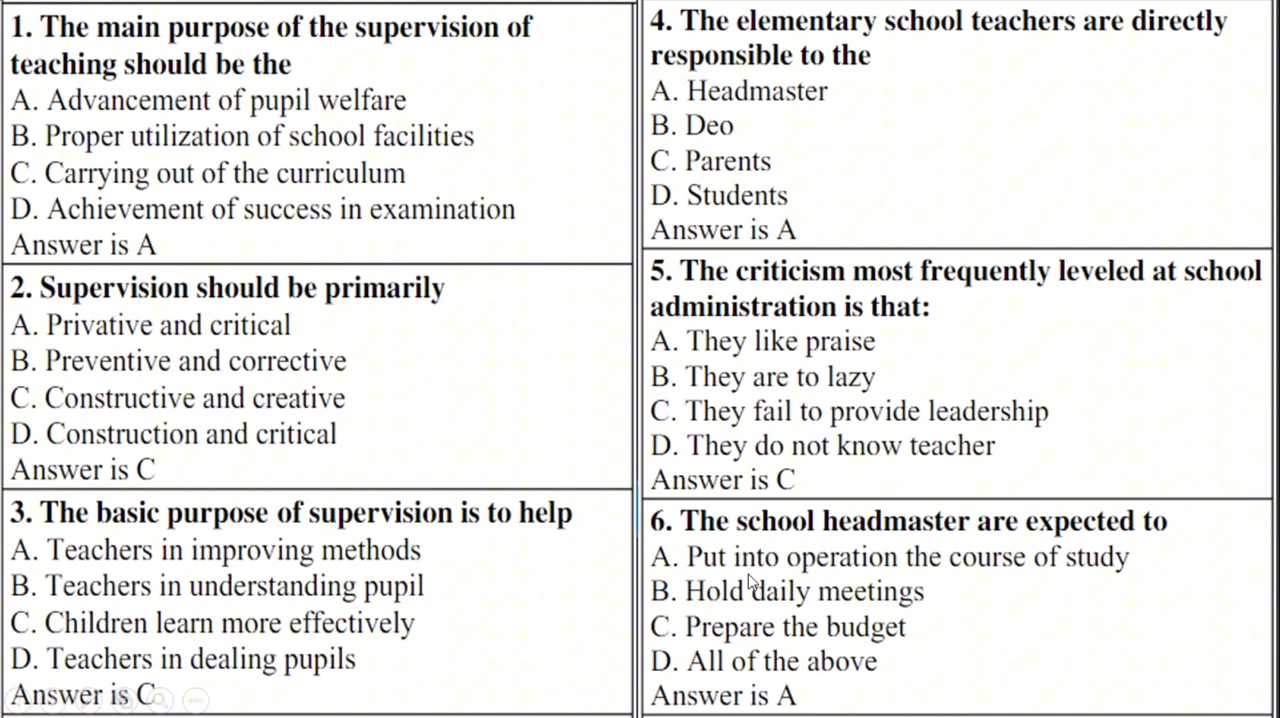 1. The main purpose of the supervision of
teaching should be the
A. Advancement of pupil welfare
B. Proper utilization of school facilities
C. Carrying out of the curriculum
D. Achievement of success in examination
Answer is A
2. Supervision should be primarily
A. Privative and critical
B. Preventive and corrective
C. Constructive and creative
D. Construction and critical
Answer is C
3. The basic purpose of supervision is to help
A. Teachers in improving methods
B. Teachers in understanding pupil
C. Children learn more effectively
D. Teachers in dealing pupils
Answer is C
4. The elementary school teachers are directly
responsible to the
A. Headmaster
B. Deo
C. Parents
D. Students
Answer is A
5. The criticism most frequently leveled at school
administration is that:
A. They like praise
B. They are to lazy
C. They fail to provide leadership
D. They do not know teacher
Answer is C
6. The school headmaster are expected to
A. Put into operation the course of study
B. Hold daily meetings
C. Prepare the budget
D. All of the above
Answer is A